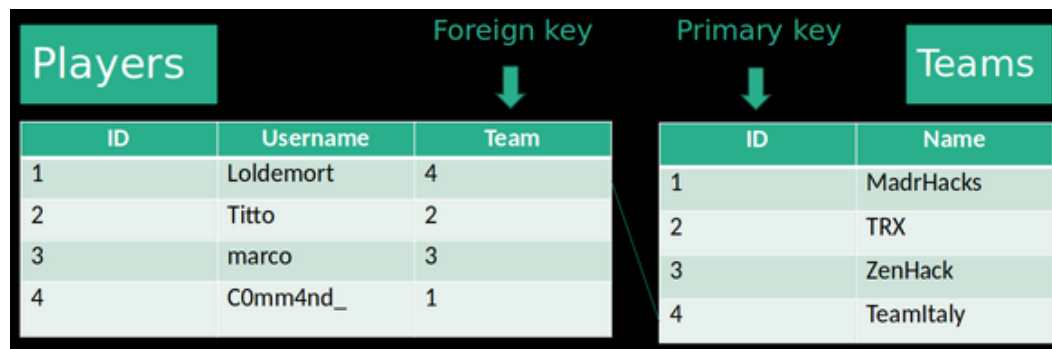 Players
Foreign key
Primary key
Teams
ID Username Team
1 Loldemort 4
2 Titto 2
3 marco 3
4 C0mm4nd_ 1
ID Name
1 MadrHacks
2 TRX
3 ZenHack
4 TeamItaly